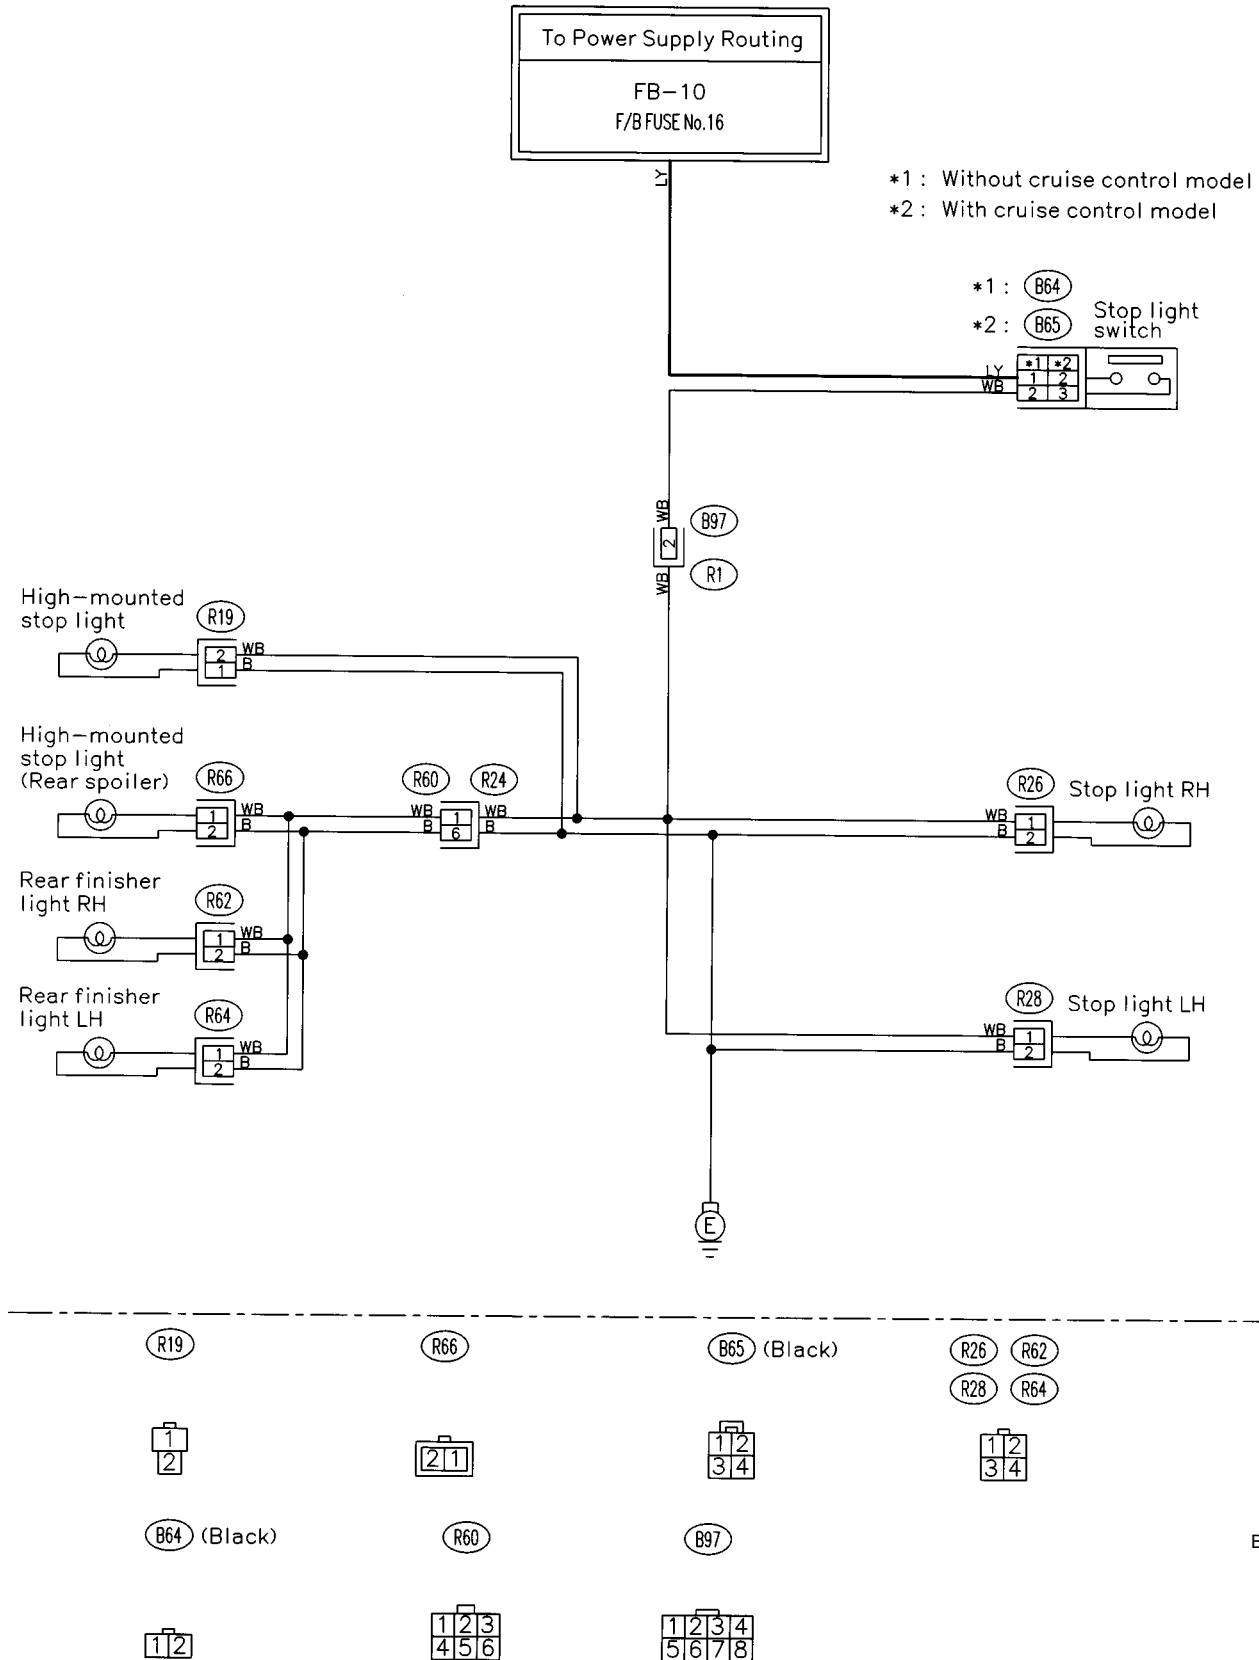 To Power Supply Routing
FB-10
F/B FUSE No.16
LY
*1 : Without cruise control model
*2 : With cruise control model
*1 : B64
*2 : B65
Stop light
switch
*1 *2
LY 1 2
WB 2 3
WB
B97
2
R1
WB
High-mounted
stop light
R19
2 WB
1 B
High-mounted
stop light
(Rear spoiler)
R66
R60
R24
R26
Stop light RH
1 WB
2 B
WB 1 WB
B 6 B
WB 1
B 2
Rear finisher
light RH
R62
1 WB
2 B
Rear finisher
light LH
R64
1 WB
2 B
R28
Stop light LH
WB 1
B 2
E
R19
R66
B65 (Black)
R26 R62
R28 R64
1
2
2 1
1 2
3 4
1 2
3 4
B64 (Black)
R60
B97
B
1 2
1 2 3
4 5 6
1 2 3 4
5 6 7 8